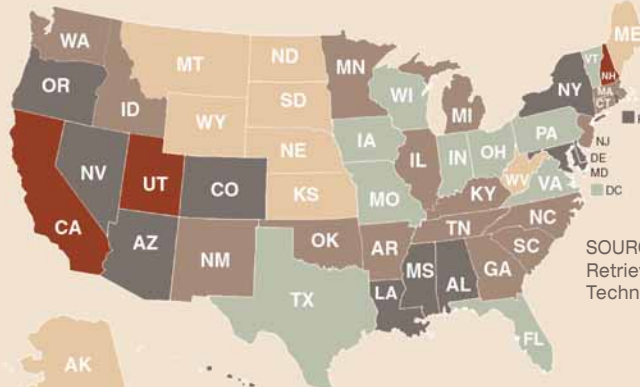 WA
MT
ND
MN
ME
VT
NH
OR
ID
SD
WI
MI
NY
MA
CT
WY
IA
PA
NJ
NE
IL
IN
OH
DE
MD
NV
UT
CO
KS
MO
WV
VA
DC
KY
CA
AZ
NM
OK
AR
TN
NC
SC
TX
LA
MS
AL
GA
FL
AK
SOURC
Retriev
Techn